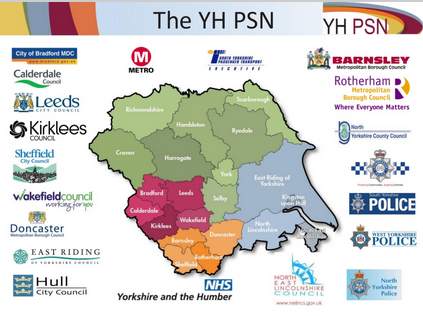 The YH PSN
YH PSN
City of Bradford MDC
www.bradford.gov.uk
METRO
SOUTH YORKSHIRE
PASSENGER TRANSPORT
EXECUTIVE
BARNSLEY
Metropolitan Borough Council
Calderdale
Council
Rotherham
Metropolitan
Borough Council
Where Everyone Matters
Leeds
CITY COUNCIL
Kirklees
COUNCIL
North
Yorkshire County Council
Sheffield
City Council
wakefieldcouncil
working for you
South Yorkshire
POLICE
Doncaster
Metropolitan Borough Council
WEST YORKSHIRE
POLICE
EAST RIDING
OF YORKSHIRE COUNCIL
Hull
City Council
North
Yorkshire
Police
Scarborough
Richmondshire
Hambleton
Ryedale
Craven
Harrogate
York
Selby
East Riding of
Yorkshire
Kingston
upon Hull
Bradford
Leeds
Calderdale
Wakefield
Kirklees
North
Lincolnshire
Barnsley
Doncaster
Rotherham
Sheffield
NHS
Yorkshire and the Humber
NORTH
EAST
LINCOLNSHIRE
COUNCIL
www.nelincs.gov.uk